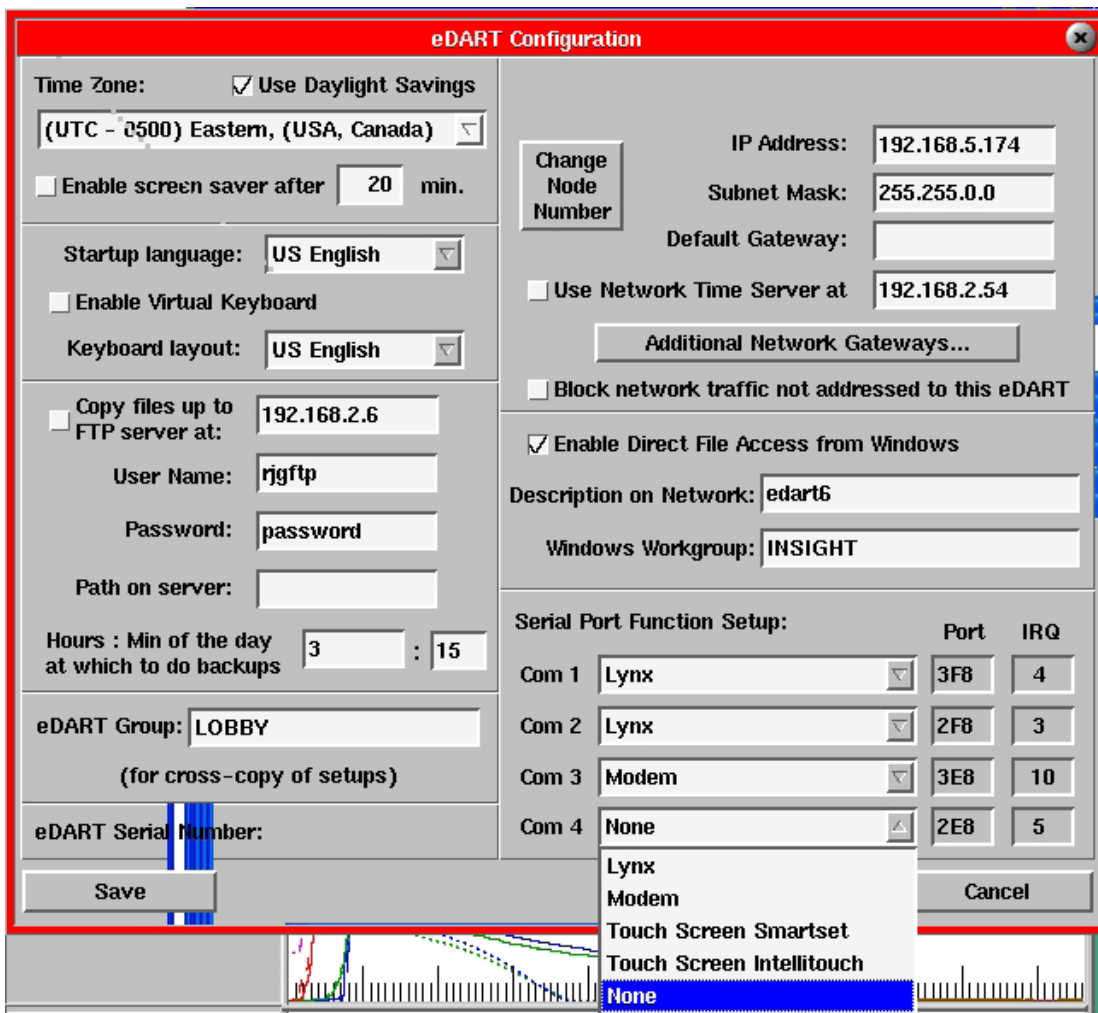 eDART Configuration
Time Zone:
Use Daylight Savings
(UTC - 0500) Eastern, (USA, Canada)
Enable screen saver after 20 min.
Startup language: US English
Enable Virtual Keyboard
Keyboard layout: US English
Copy files up to
FTP server at:
192.168.2.6
User Name: rjgftp
Password: password
Path on server:
Hours : Min of the day
at which to do backups
3 : 15
eDART Group: LOBBY
(for cross-copy of setups)
eDART Serial Number:
Save
Change
Node
Number
IP Address: 192.168.5.174
Subnet Mask: 255.255.0.0
Default Gateway:
Use Network Time Server at 192.168.2.54
Additional Network Gateways...
Block network traffic not addressed to this eDART
Enable Direct File Access from Windows
Description on Network: edart6
Windows Workgroup: INSIGHT
Serial Port Function Setup:
Port IRQ
Com 1 Lynx 3F8 4
Com 2 Lynx 2F8 3
Com 3 Modem 3E8 10
Com 4 None 2E8 5
Lynx
Modem
Touch Screen Smartset
Touch Screen Intellitouch
None
Cancel